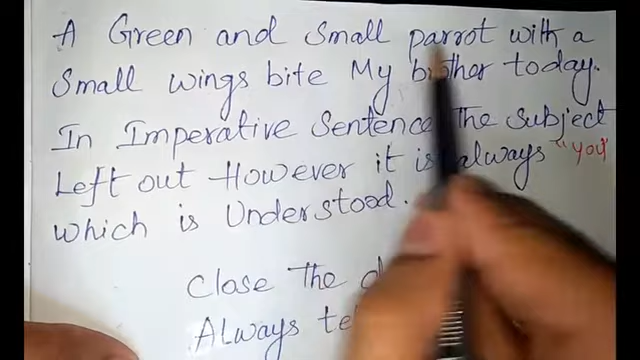 A Green and Small parrot with a
Small wings bite My brother today.
In Imperative Sentence The Subject
Left out However it is always "you"
which is Understood.
Close The
Always